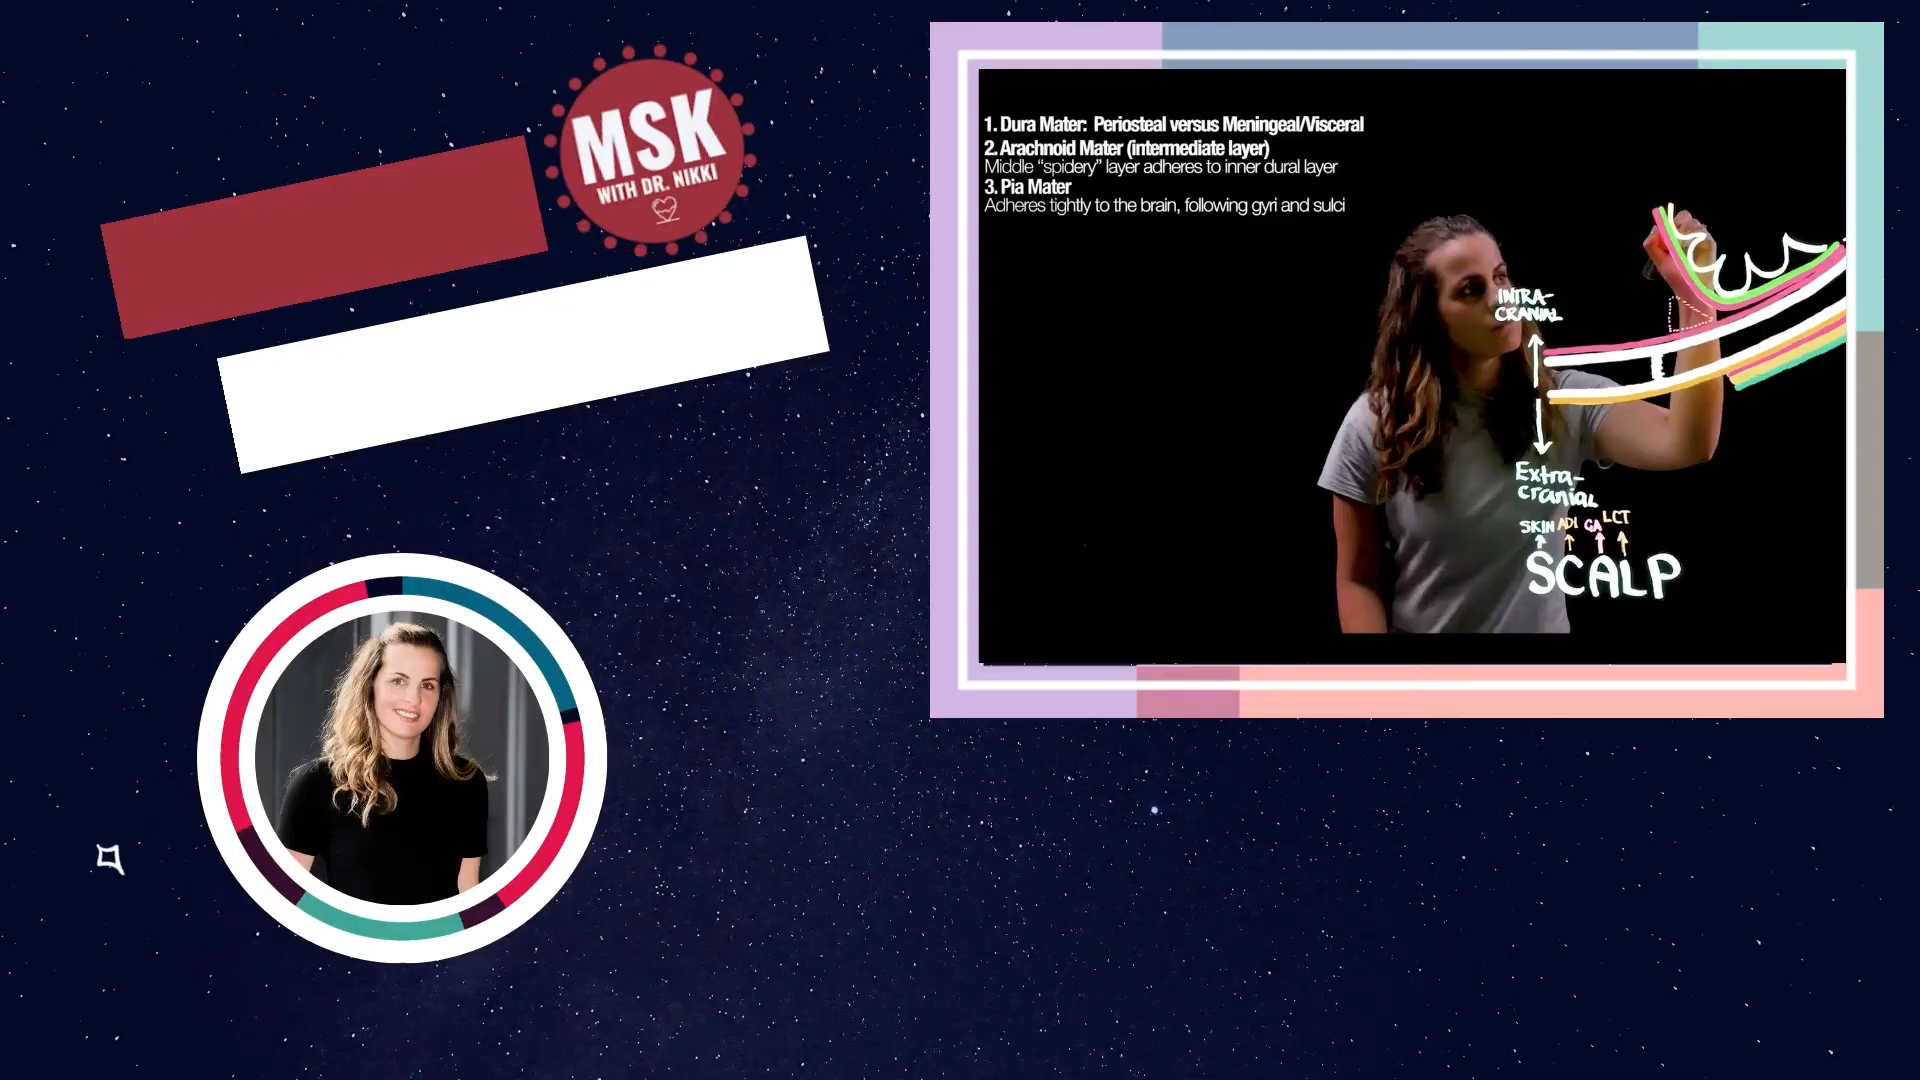 MSK
WITH DR. NIKKI
1. Dura Mater: Periosteal versus Meningeal/Visceral
2. Arachnoid Mater (intermediate layer)
Middle “spidery” layer adheres to inner dural layer
3. Pia Mater
Adheres tightly to the brain, following gyri and sulci
INTRA-
CRANIAL
Extra-
cranial
SKIN ADI GA LCT
SCALP